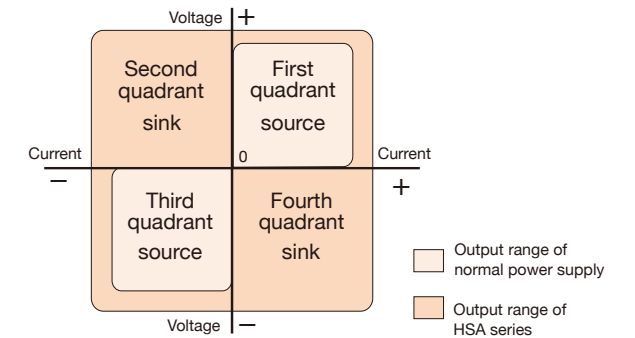 Voltage +
Second
quadrant
sink
First
quadrant
source
Current
−
0
Current
+
Third
quadrant
source
Fourth
quadrant
sink
Voltage −
Output range of
normal power supply
Output range of
HSA series